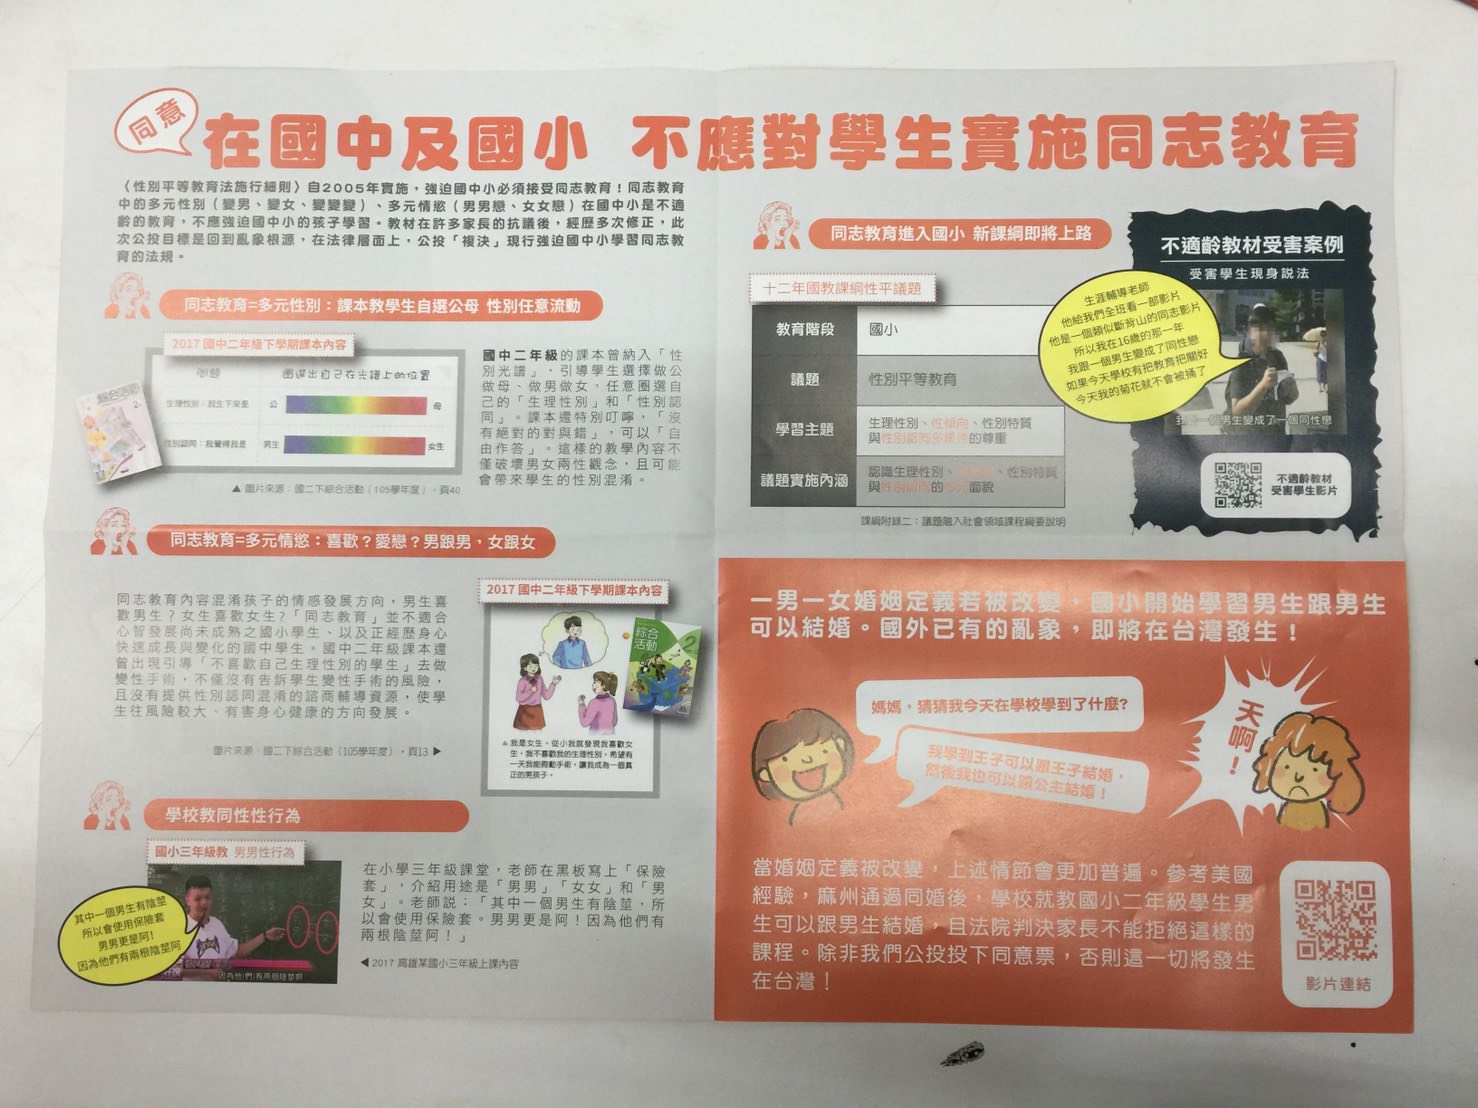 同意
在國中及國小 不應對學生實施同志教育
〈性別平等教育法施行細則〉自2005年實施，強迫國中小必須接受同志教育！同志教育
中的多元性別（變男、變女、變變變）、多元情慾（男男戀、女女戀）在國中小是不適
齡的教育，不應強迫國中小的孩子學習。教材在許多家長的抗議後，經歷多次修正，此
次公投目標是回到亂象根源，在法律層面上，公投「複決」現行強迫國中小學習同志教
育的法規。
同志教育=多元性別：課本教學生自選公母 性別任意流動
2017 國中二年級下學期課本內容
圈選出自己在光譜上的位置
生理性別：我生下來是
公
母
性別認同：我覺得我是
男生
女生
綜合活動
▲ 圖片來源：國二下綜合活動（105學年度）、頁40
國中二年級的課本曾納入「性
別光譜」，引導學生選擇做公
做母、做男做女，任意圈選自
己的「生理性別」和「性別認
同」。課本還特別叮嚀，「沒
有絕對的對與錯」，可以「自
由作答」。這樣的教學內容不
僅破壞男女兩性觀念，且可能
會帶來學生的性別混淆。
同志教育=多元情慾：喜歡？愛戀？男跟男，女跟女
同志教育內容混淆孩子的情感發展方向，男生喜
歡男生？女生喜歡女生？「同志教育」並不適合
心智發展尚未成熟之國小學生、以及正經歷身心
快速成長與變化的國中學生。國中二年級課本還
曾出現引導「不喜歡自己生理性別的學生」去做
變性手術，不僅沒有告訴學生變性手術的風險，
且沒有提供性別認同混淆的諮商輔導資源，使學
生往風險較大、有害身心健康的方向發展。
圖片來源：國二下綜合活動（105學年度），頁13 ▶
2017 國中二年級下學期課本內容
綜合
活動
2
▲ 我是女生，從小我就發現我喜歡女
生，我不喜歡我的生理性別，希望有
一天我能夠動手術，讓我成為一個真
正的男孩子。
學校教同性性行為
國小三年級教 男男性行為
其中一個男生有陰莖
所以會使用保險套
男男更是阿!
因為他們有兩根陰莖阿
因為他(們)有兩個陰莖啊
在小學三年級課堂，老師在黑板寫上「保險
套」，介紹用途是「男男」「女女」和「男
女」。老師說：「其中一個男生有陰莖，所
以會使用保險套。男男更是阿！因為他們有
兩根陰莖阿！」
◀ 2017 高雄某國小三年級上課內容
同志教育進入國小 新課綱即將上路
十二年國教課綱性平議題
教育階段
國小
議題
性別平等教育
學習主題
生理性別、性傾向、性別特質
與性別認同多樣性的尊重
議題實施內涵
認識生理性別、性傾向、性別特質
與性別認同的多元面貌
課綱附錄二：議題融入社會領域課程綱要說明
不適齡教材受害案例
受害學生現身說法
生涯輔導老師
他給我們全班看一部影片
他是一個類似斷背山的同志影片
所以我在16歲的那一年
我跟一個男生變成了同性戀
如果今天學校有把教育把關好
今天我的菊花就不會被捅了
我跟一個男生變成了一個同性戀
不適齡教材
受害學生影片
一男一女婚姻定義若被改變，國小開始學習男生跟男生
可以結婚。國外已有的亂象，即將在台灣發生！
媽媽，猜猜我今天在學校學到了什麼?
我學到王子可以跟王子結婚，
然後我也可以跟公主結婚！
天啊！
當婚姻定義被改變，上述情節會更加普遍。參考美國
經驗，麻州通過同婚後，學校就教國小二年級學生男
生可以跟男生結婚，且法院判決家長不能拒絕這樣的
課程。除非我們公投投下同意票，否則這一切將發生
在台灣！
影片連結